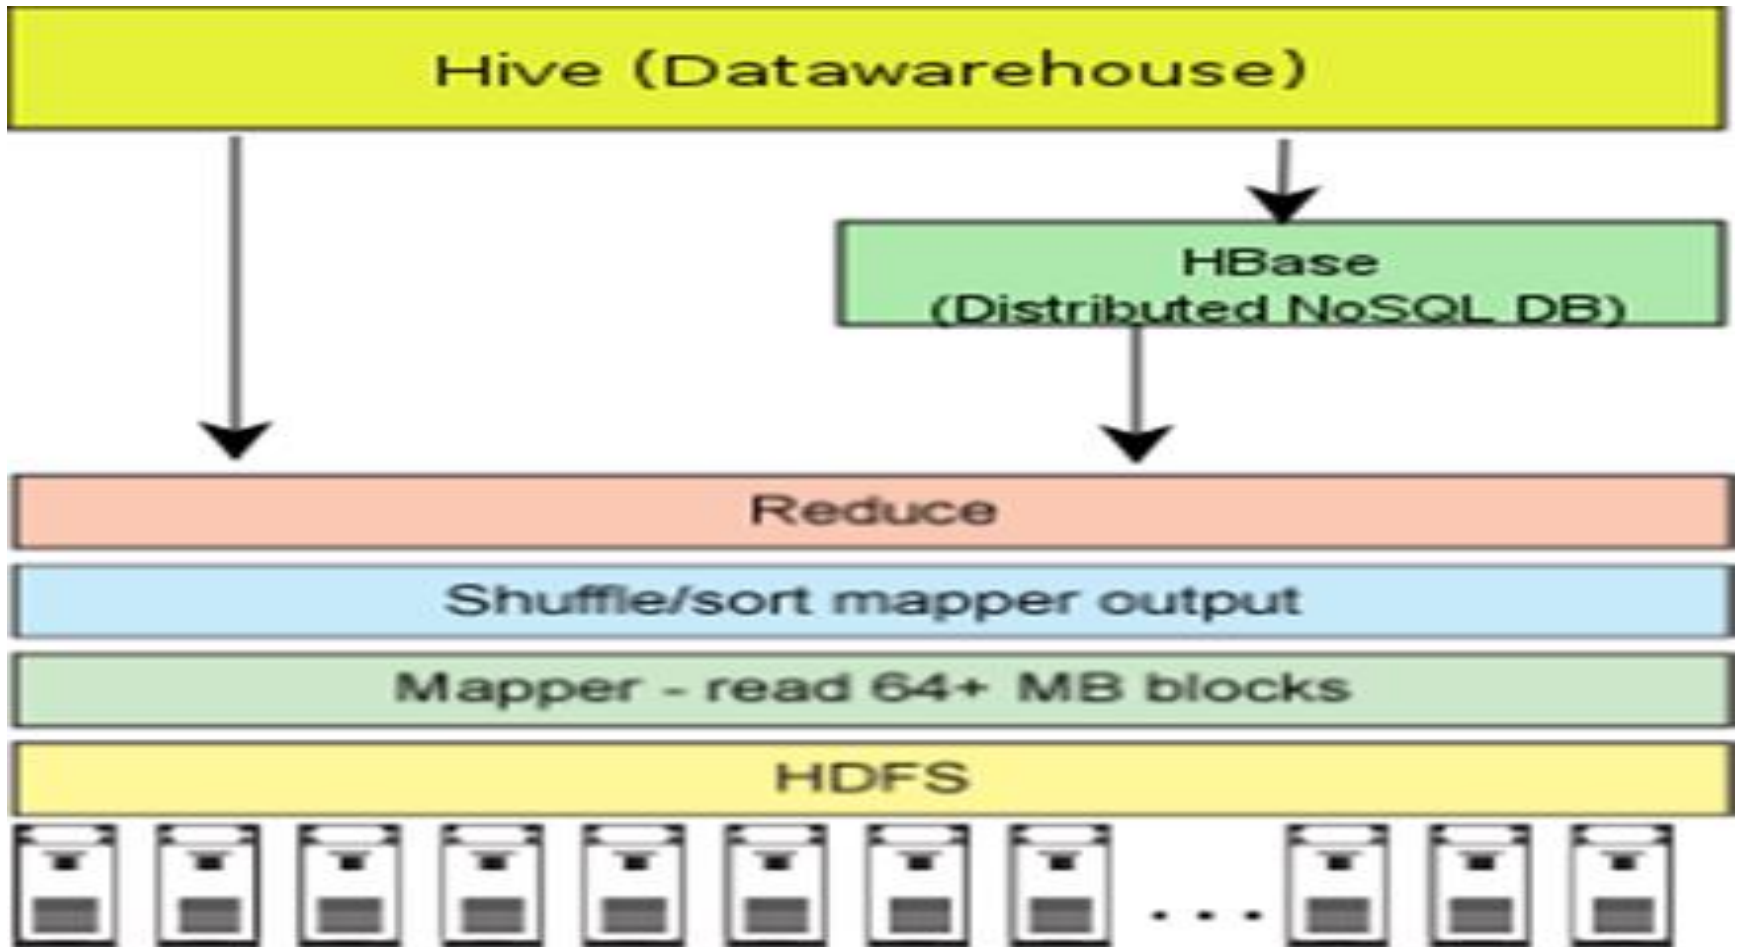 Hive (Datawarehouse)
HBase
(Distributed NoSQL DB)
Reduce
Shuffle/sort mapper output
Mapper - read 64+ MB blocks
HDFS
. . .